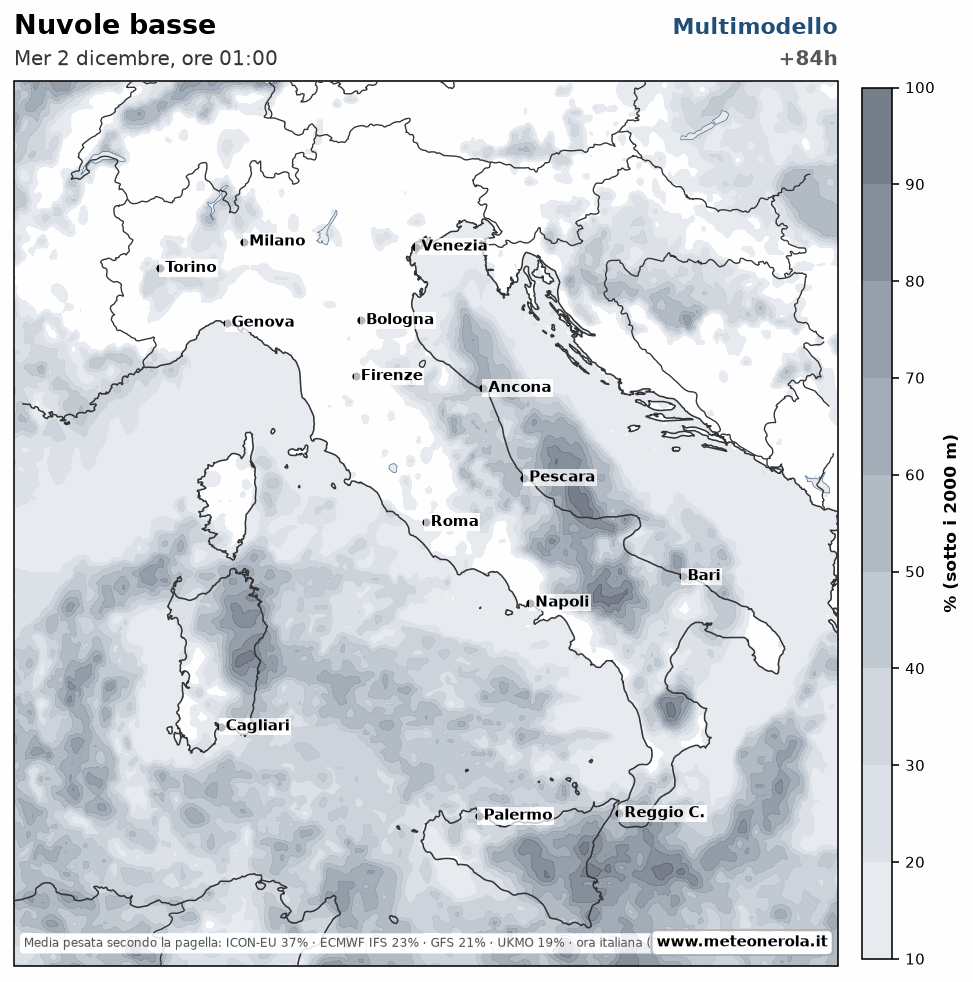 Nuvole basse
Multimodello
Mer 2 dicembre, ore 01:00
+84h
100
90
80
70
60
50
40
30
20
10
% (sotto i 2000 m)
Milano
Venezia
Torino
Genova
Bologna
Firenze
Ancona
Pescara
Roma
Bari
Napoli
Cagliari
Palermo
Reggio C.
Media pesata secondo la pagella: ICON-EU 37% · ECMWF IFS 23% · GFS 21% · UKMO 19% · ora italiana (
www.meteonerola.it